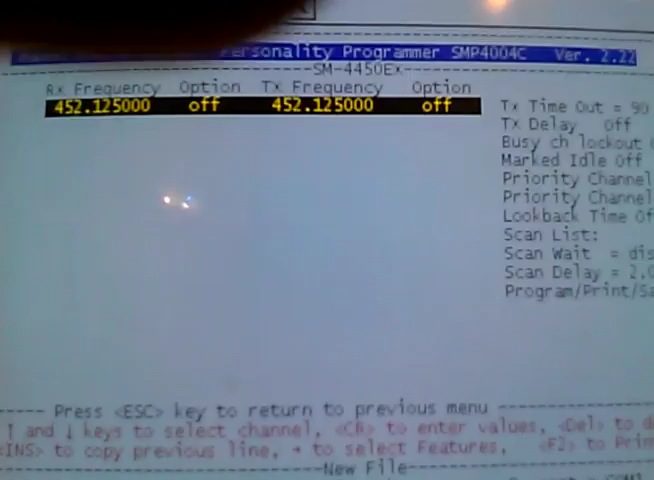 Personality Programmer SMP4004C Ver. 2.22
SM-4450Ex
Rx Frequency Option Tx Frequency Option
452.125000 off 452.125000 off
Tx Time Out = 90
Tx Delay Off
Busy ch lockout
Marked Idle Off
Priority Channel
Priority Channel
Lookback Time Of
Scan List:
Scan Wait = dis
Scan Delay = 2.0
Program/Print/Sa
Press <ESC> key to return to previous menu
↑ and ↓ keys to select channel, <CR> to enter values, <Del> to d
<INS> to copy previous line, → to select Features, <F2> to Prin
New File